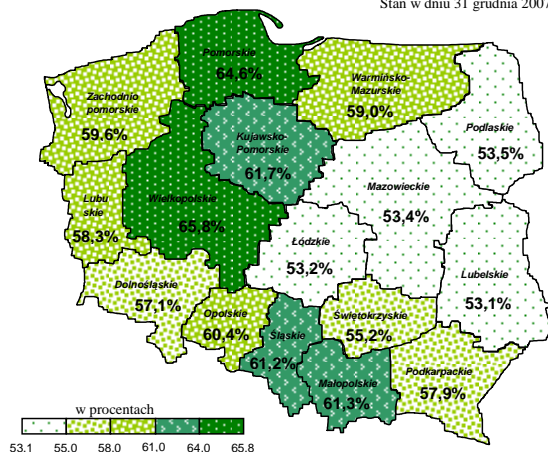 Stan w dniu 31 grudnia 2007
Pomorskie
64,6%
Warmińsko-
Mazurskie
59,0%
Zachodnio
pomorskie
59,6%
Kujawsko-
Pomorskie
61,7%
Podlaskie
53,5%
Lubu
skie
58,3%
Wielkopolskie
65,8%
Mazowieckie
53,4%
Łódzkie
53,2%
Lubelskie
53,1%
Dolnośląskie
57,1%
Opolskie
60,4%
Śląskie
61,2%
Świętokrzyskie
55,2%
Małopolskie
61,3%
Podkarpackie
57,9%
w procentach
53.1 55.0 58.0 61.0 64.0 65.8